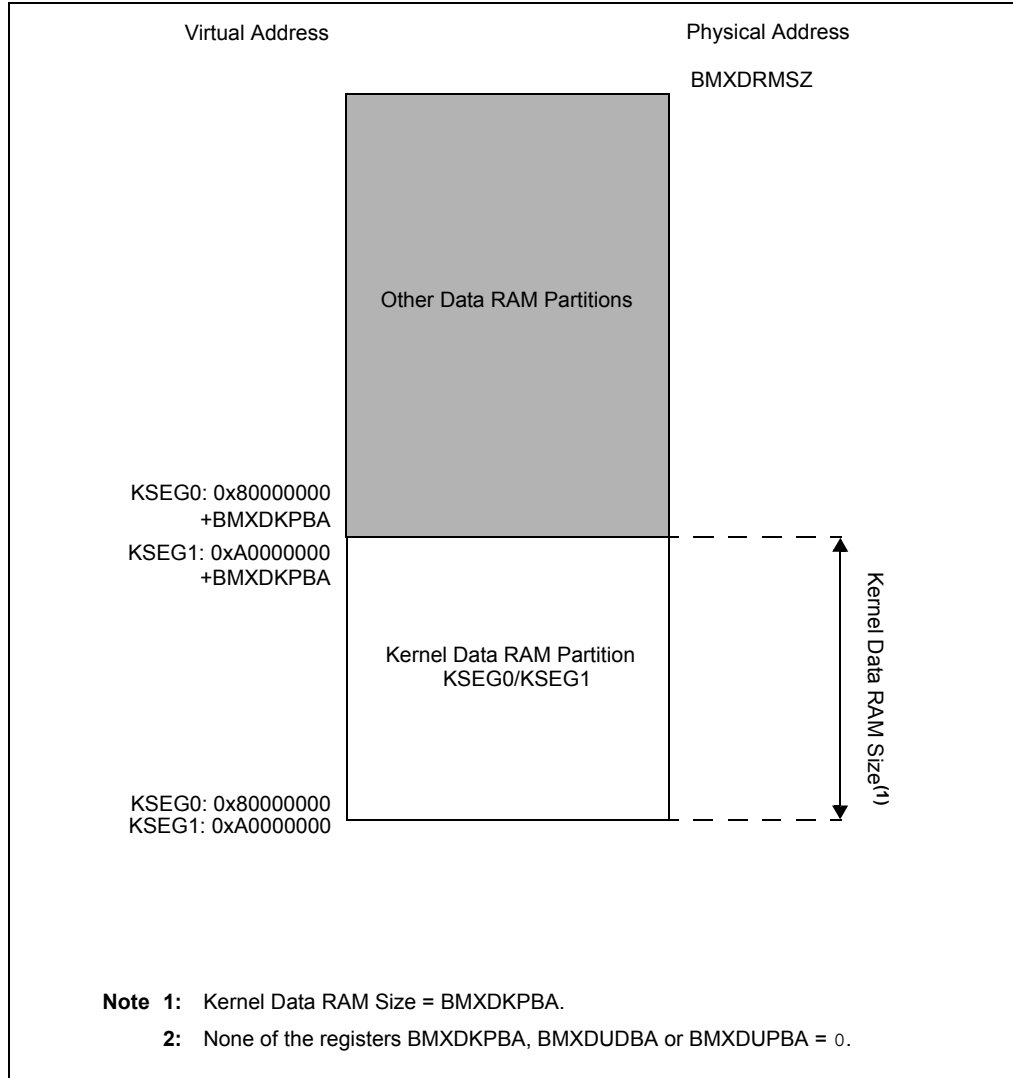 Virtual Address
Physical Address
BMXDRMSZ
Other Data RAM Partitions
KSEG0: 0x80000000
+BMXDKPBA
KSEG1: 0xA0000000
+BMXDKPBA
Kernel Data RAM Partition
KSEG0/KSEG1
Kernel Data RAM Size(1)
KSEG0: 0x80000000
KSEG1: 0xA0000000
Note 1: Kernel Data RAM Size = BMXDKPBA.
2: None of the registers BMXDKPBA, BMXDUDBA or BMXDUPBA = 0.